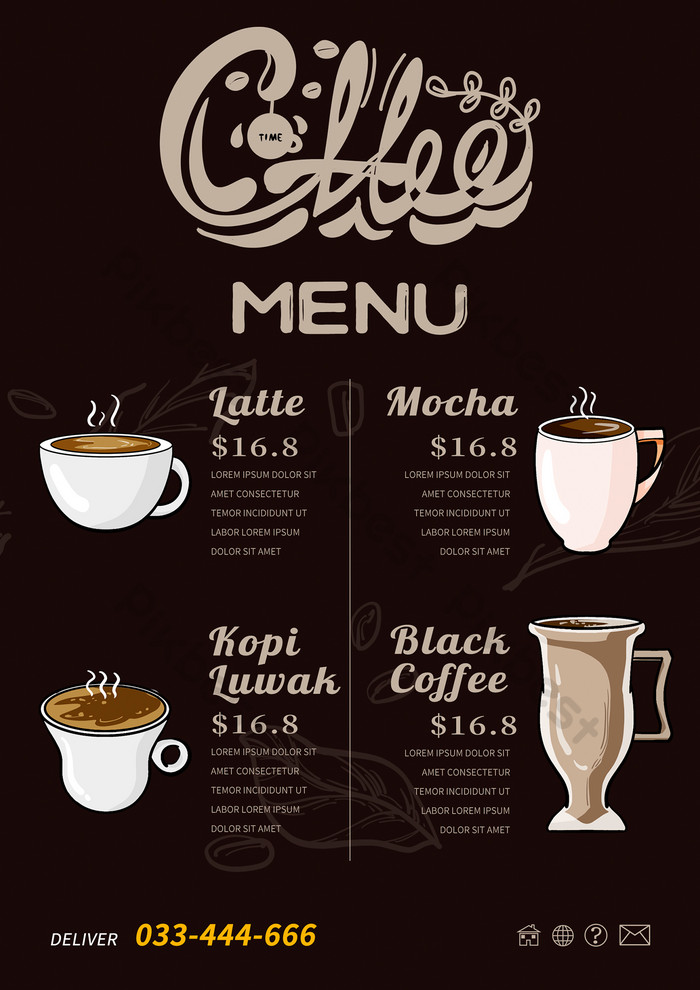 Coffee
TIME
MENU
Latte
$16.8
LOREM IPSUM DOLOR SIT
AMET CONSECTETUR
TEMOR INCIDIDUNT UT
LABOR LOREM IPSUM
DOLOR SIT AMET
Mocha
$16.8
LOREM IPSUM DOLOR SIT
AMET CONSECTETUR
TEMOR INCIDIDUNT UT
LABOR LOREM IPSUM
DOLOR SIT AMET
Kopi
Luwak
$16.8
LOREM IPSUM DOLOR SIT
AMET CONSECTETUR
TEMOR INCIDIDUNT UT
LABOR LOREM IPSUM
DOLOR SIT AMET
Black
Coffee
$16.8
LOREM IPSUM DOLOR SIT
AMET CONSECTETUR
TEMOR INCIDIDUNT UT
LABOR LOREM IPSUM
DOLOR SIT AMET
DELIVER 033-444-666